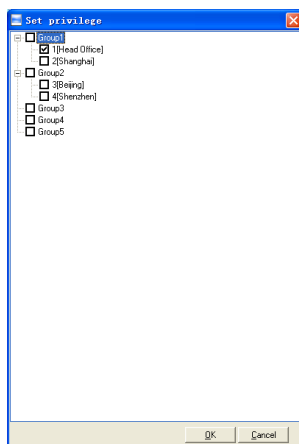 Set privilege
Group1
1[Head Office]
2[Shanghai]
Group2
3[Beijing]
4[Shenzhen]
Group3
Group4
Group5
OK Cancel